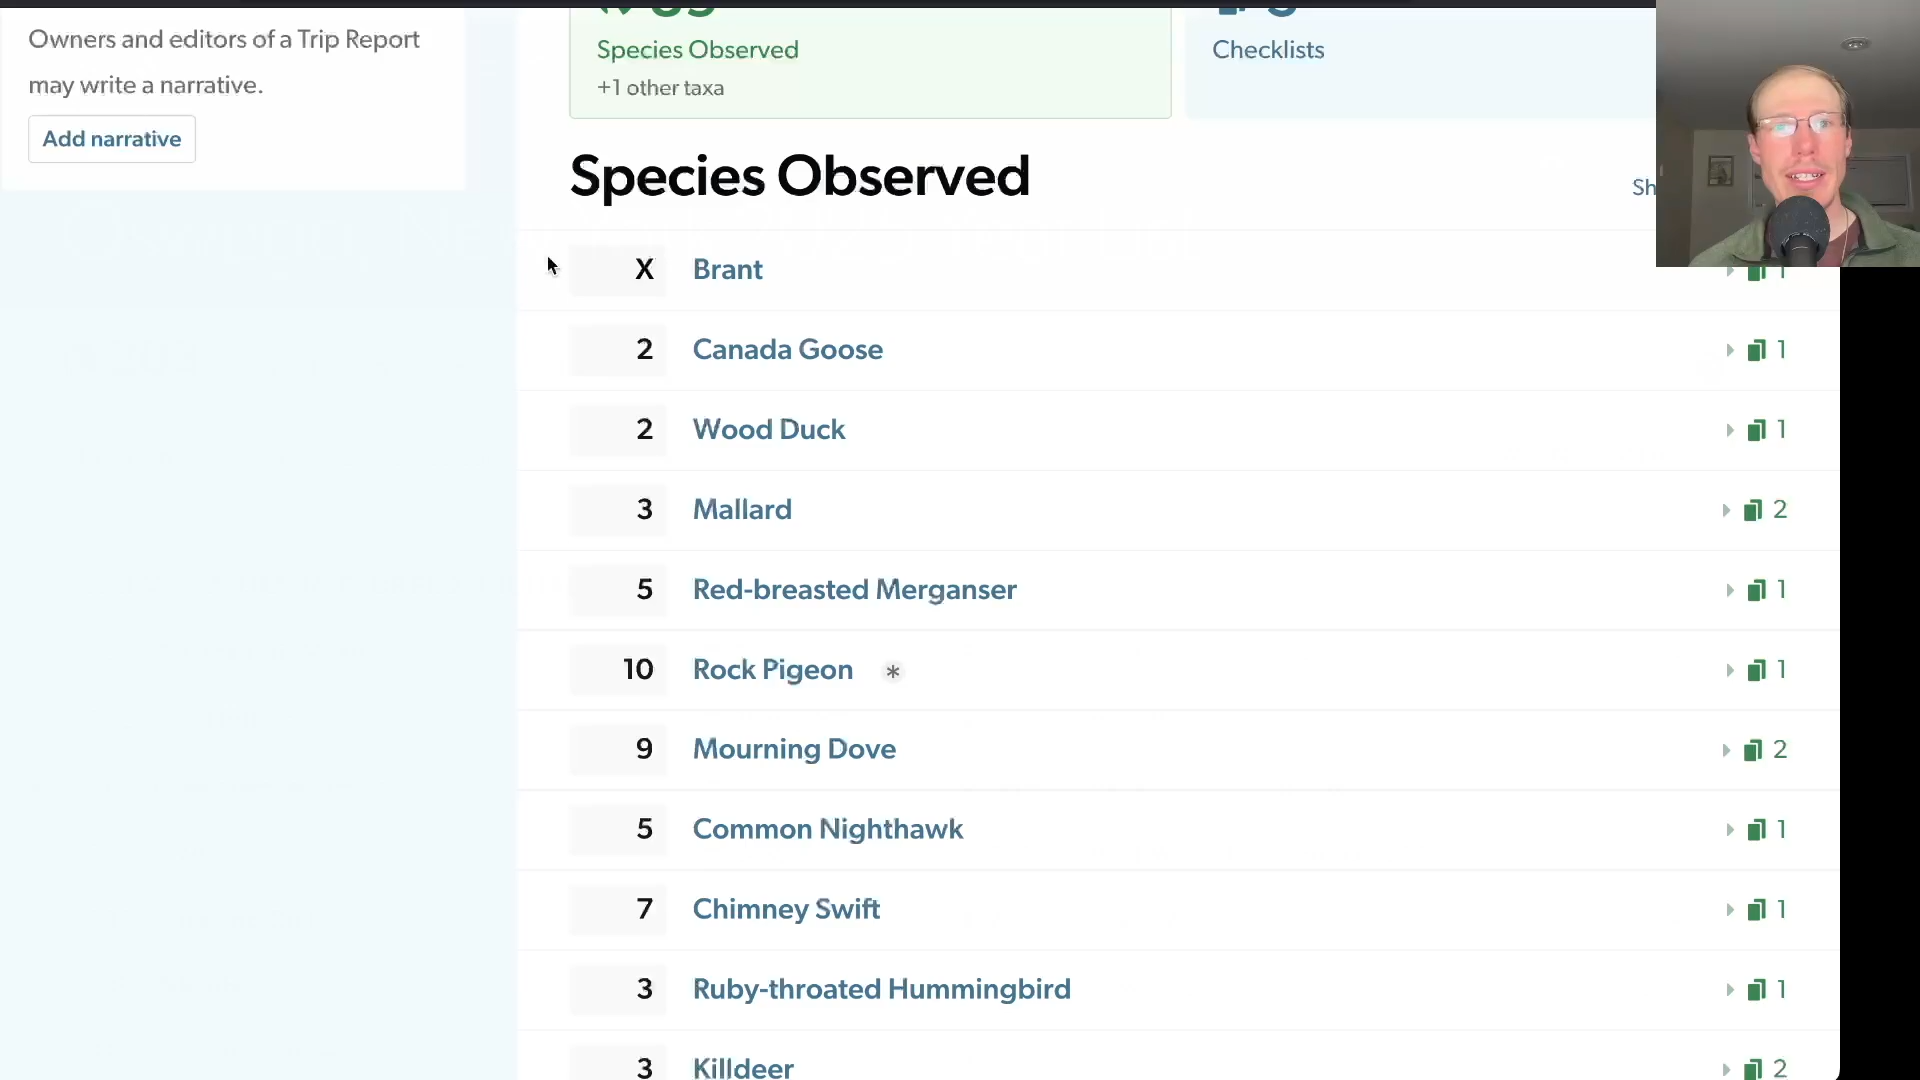 Owners and editors of a Trip Report
may write a narrative.
Add narrative
Species Observed
+1 other taxa
Checklists
Species Observed
Sh
X Brant 1
2 Canada Goose 1
2 Wood Duck 1
3 Mallard 2
5 Red-breasted Merganser 1
10 Rock Pigeon * 1
9 Mourning Dove 2
5 Common Nighthawk 1
7 Chimney Swift 1
3 Ruby-throated Hummingbird 1
3 Killdeer 2